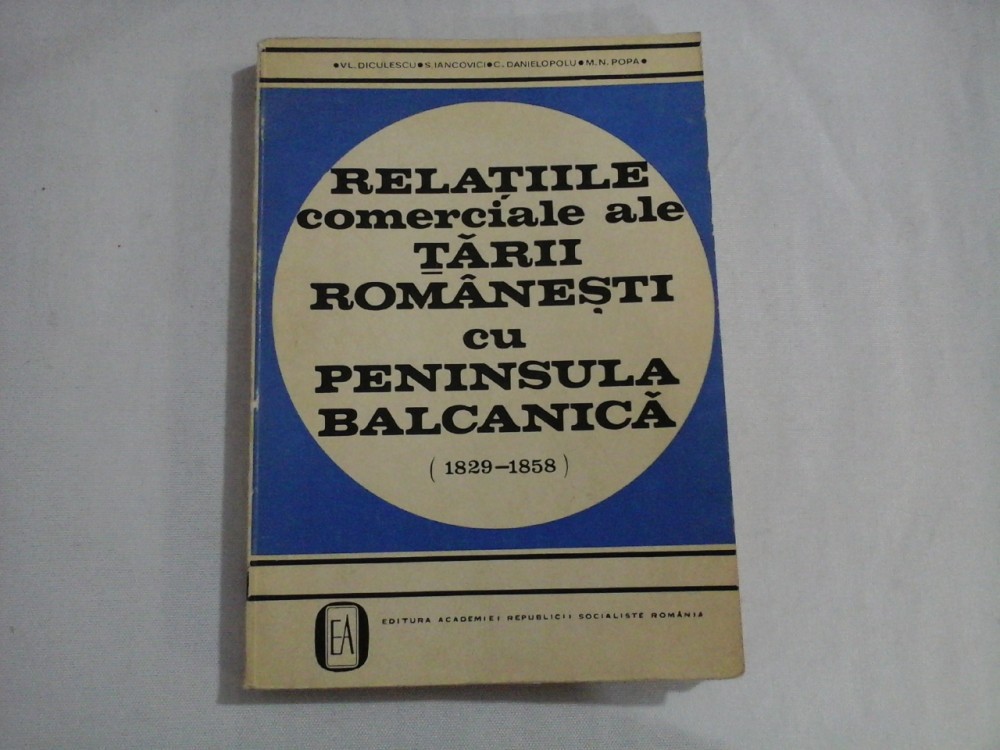 •VL. DICULESCU•S. IANCOVICI•C. DANIELOPOLU•M.N. POPA•
RELAȚIILE
comerciale ale
ȚĂRII
ROMÂNEȘTI
cu
PENINSULA
BALCANICĂ
(1829—1858)
EA
EDITURA ACADEMIEI REPUBLICII SOCIALISTE ROMÂNIA